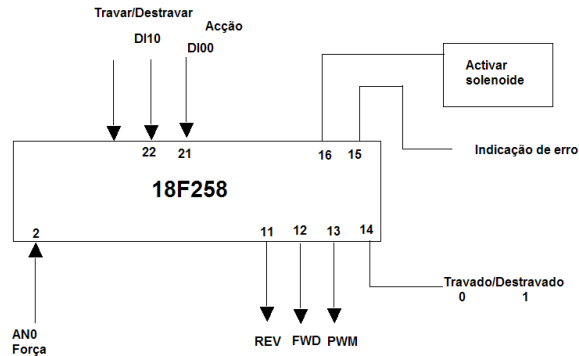 Travar/Destravar
Acção
DI10
DI00
Activar
solenoide
22 21 16 15
Indicação de erro
18F258
2 11 12 13 14
Travado/Destravado
0 1
AN0
Força
REV FWD PWM